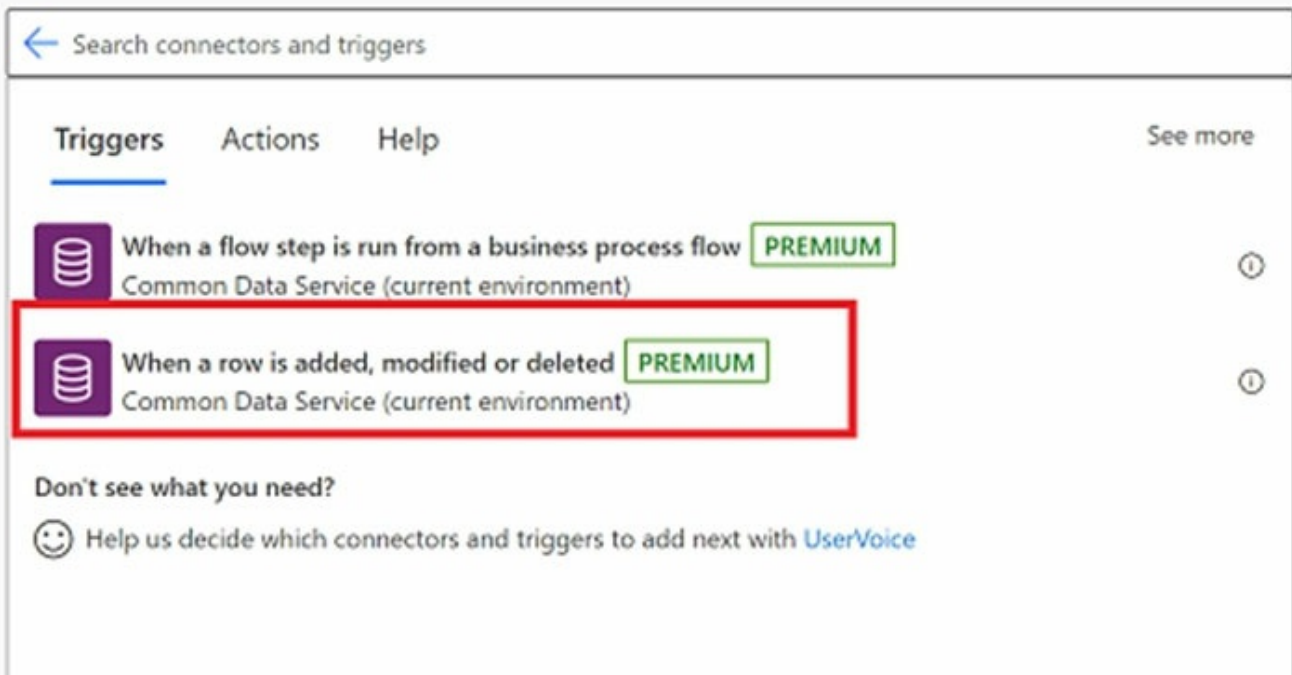 Search connectors and triggers
Triggers Actions Help See more
When a flow step is run from a business process flow PREMIUM
Common Data Service (current environment)
When a row is added, modified or deleted PREMIUM
Common Data Service (current environment)
Don't see what you need?
Help us decide which connectors and triggers to add next with UserVoice